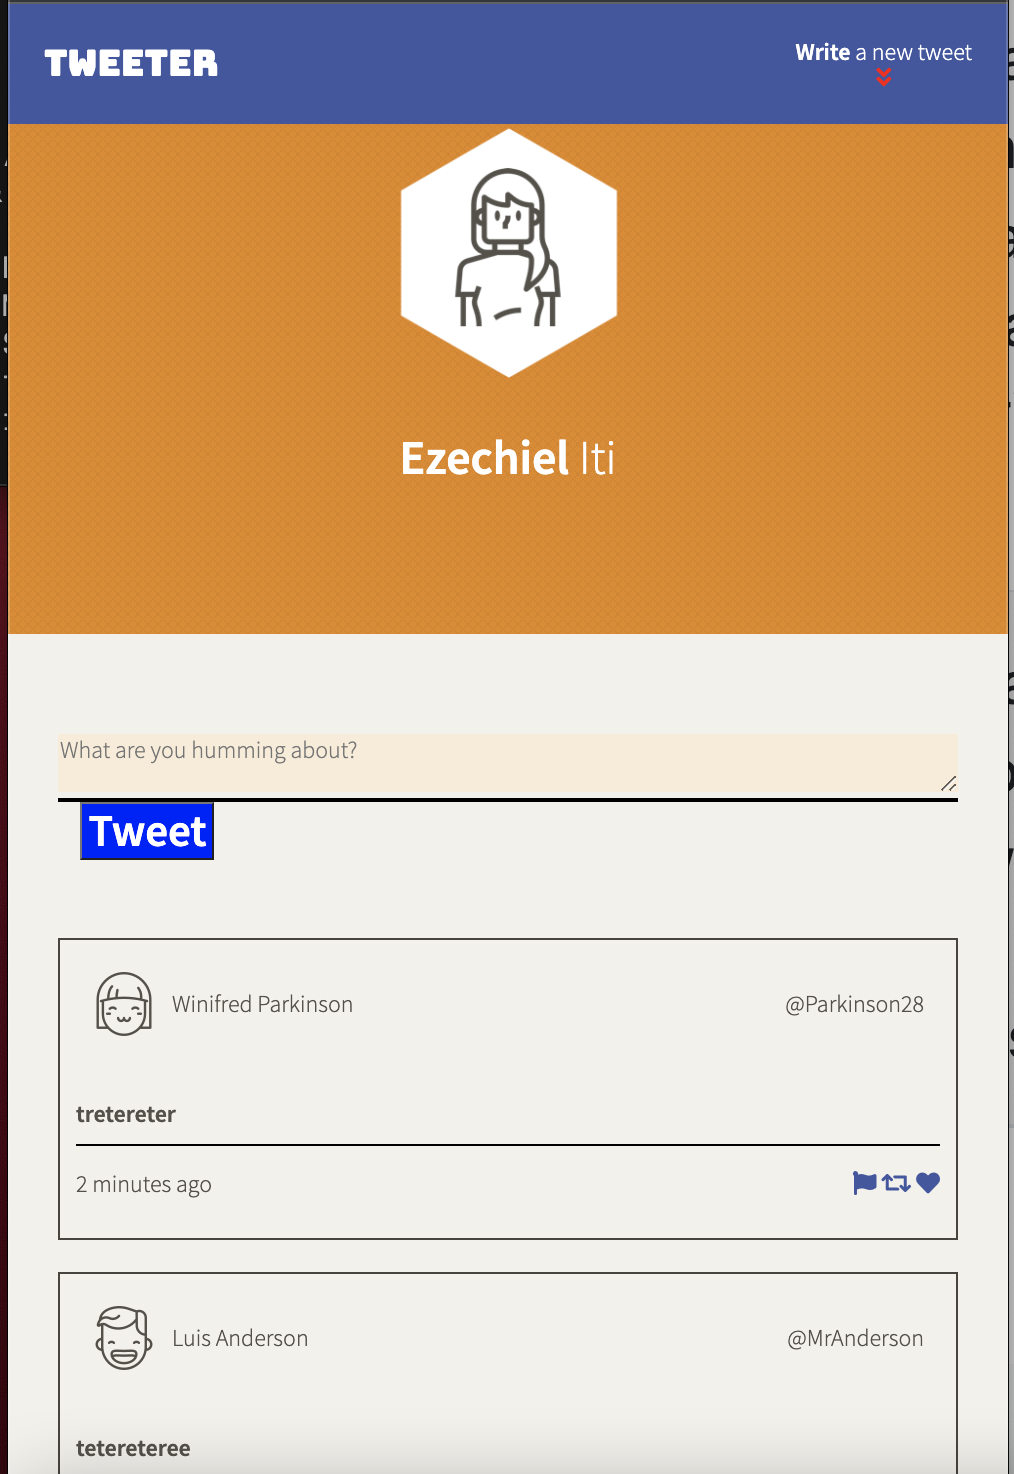 TWEETER
Write a new tweet
Ezechiel Iti
What are you humming about?
Tweet
Winifred Parkinson
@Parkinson28
tretereter
2 minutes ago
Luis Anderson
@MrAnderson
tetereteree